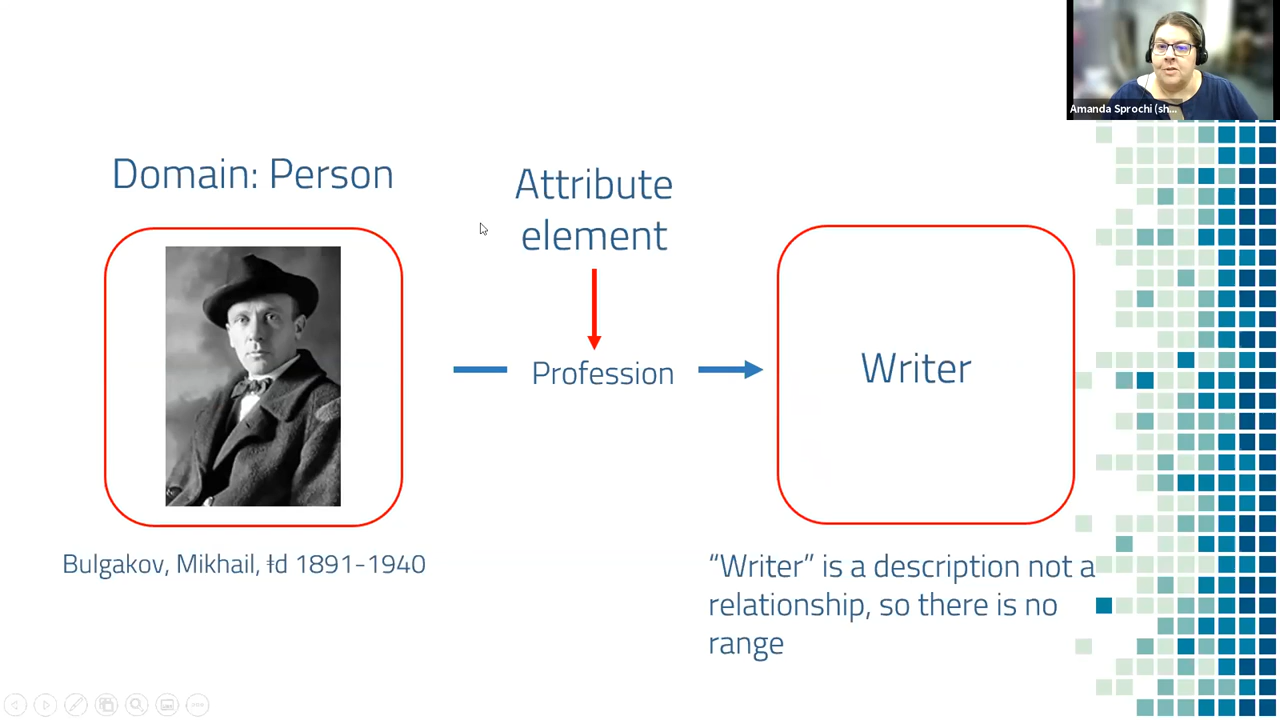 Amanda Sprochi (sh...
Domain: Person
Attribute
element
Profession
Writer
Bulgakov, Mikhail, ǂd 1891-1940
“Writer” is a description not a
relationship, so there is no
range